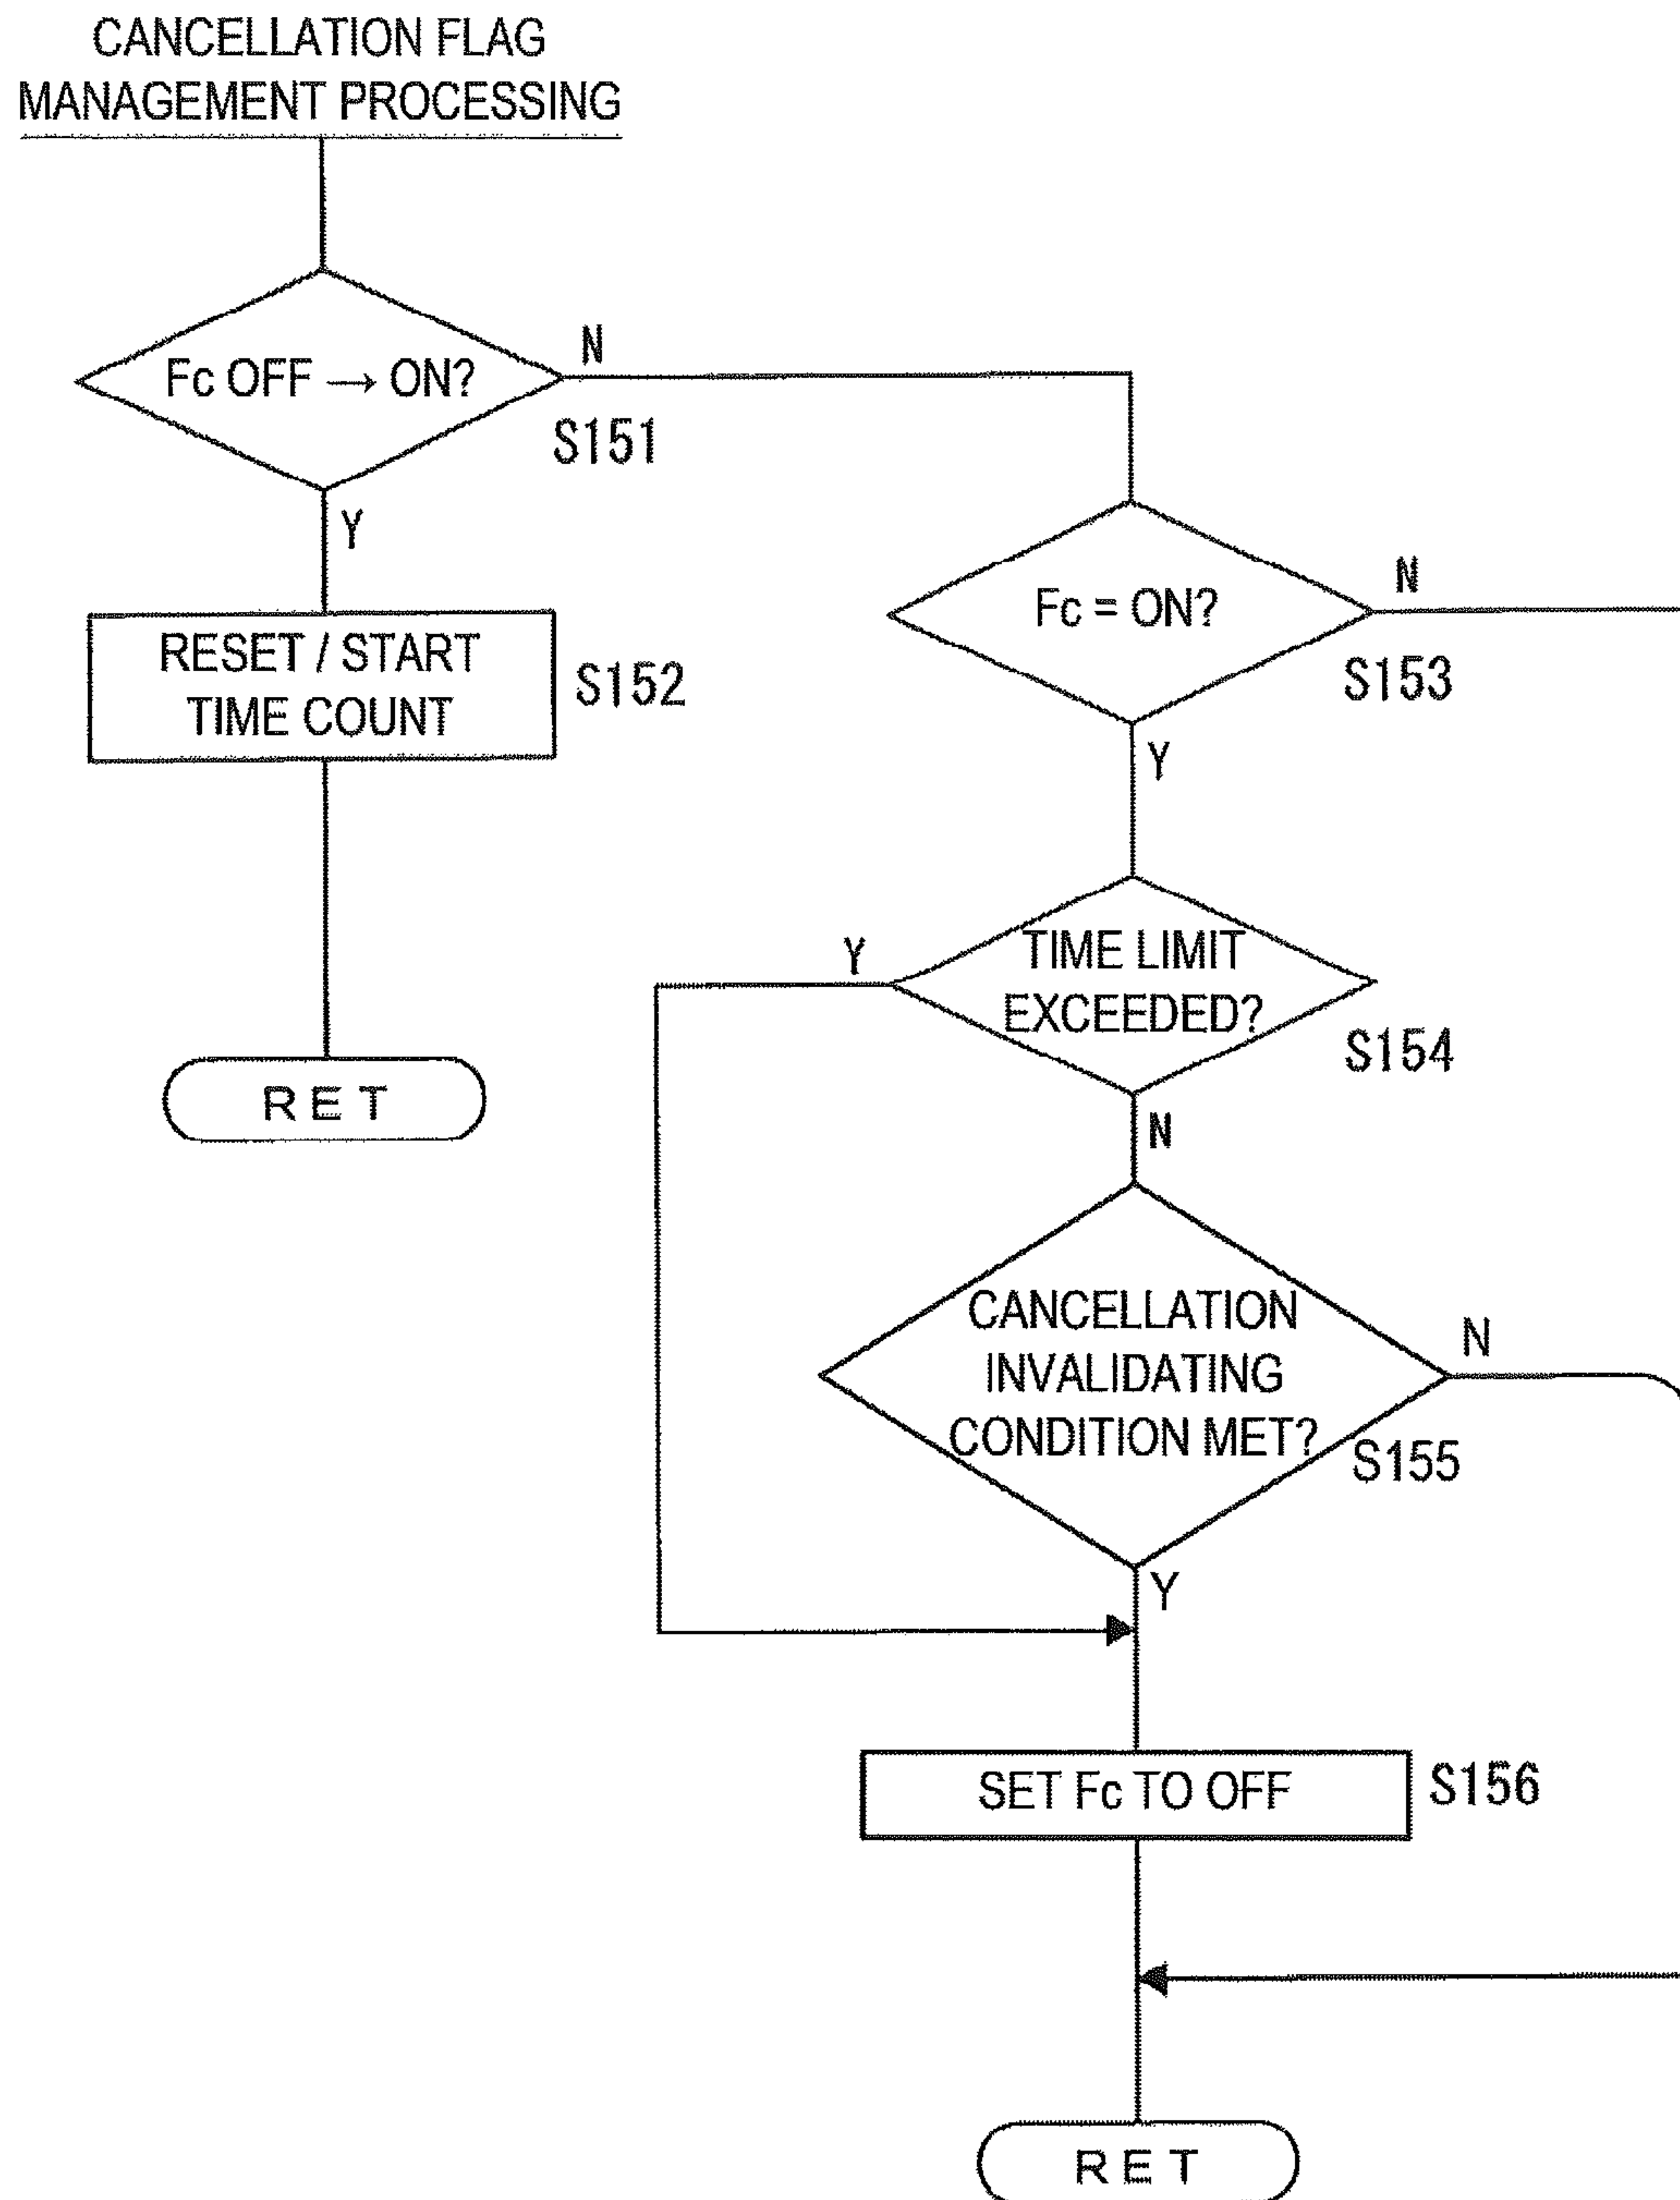 CANCELLATION FLAG
MANAGEMENT PROCESSING
Fc OFF → ON?
N
S151
Y
RESET / START
TIME COUNT
S152
RET
Fc = ON?
N
S153
Y
TIME LIMIT
EXCEEDED?
Y
S154
N
CANCELLATION
INVALIDATING
CONDITION MET?
N
S155
Y
SET Fc TO OFF
S156
RET